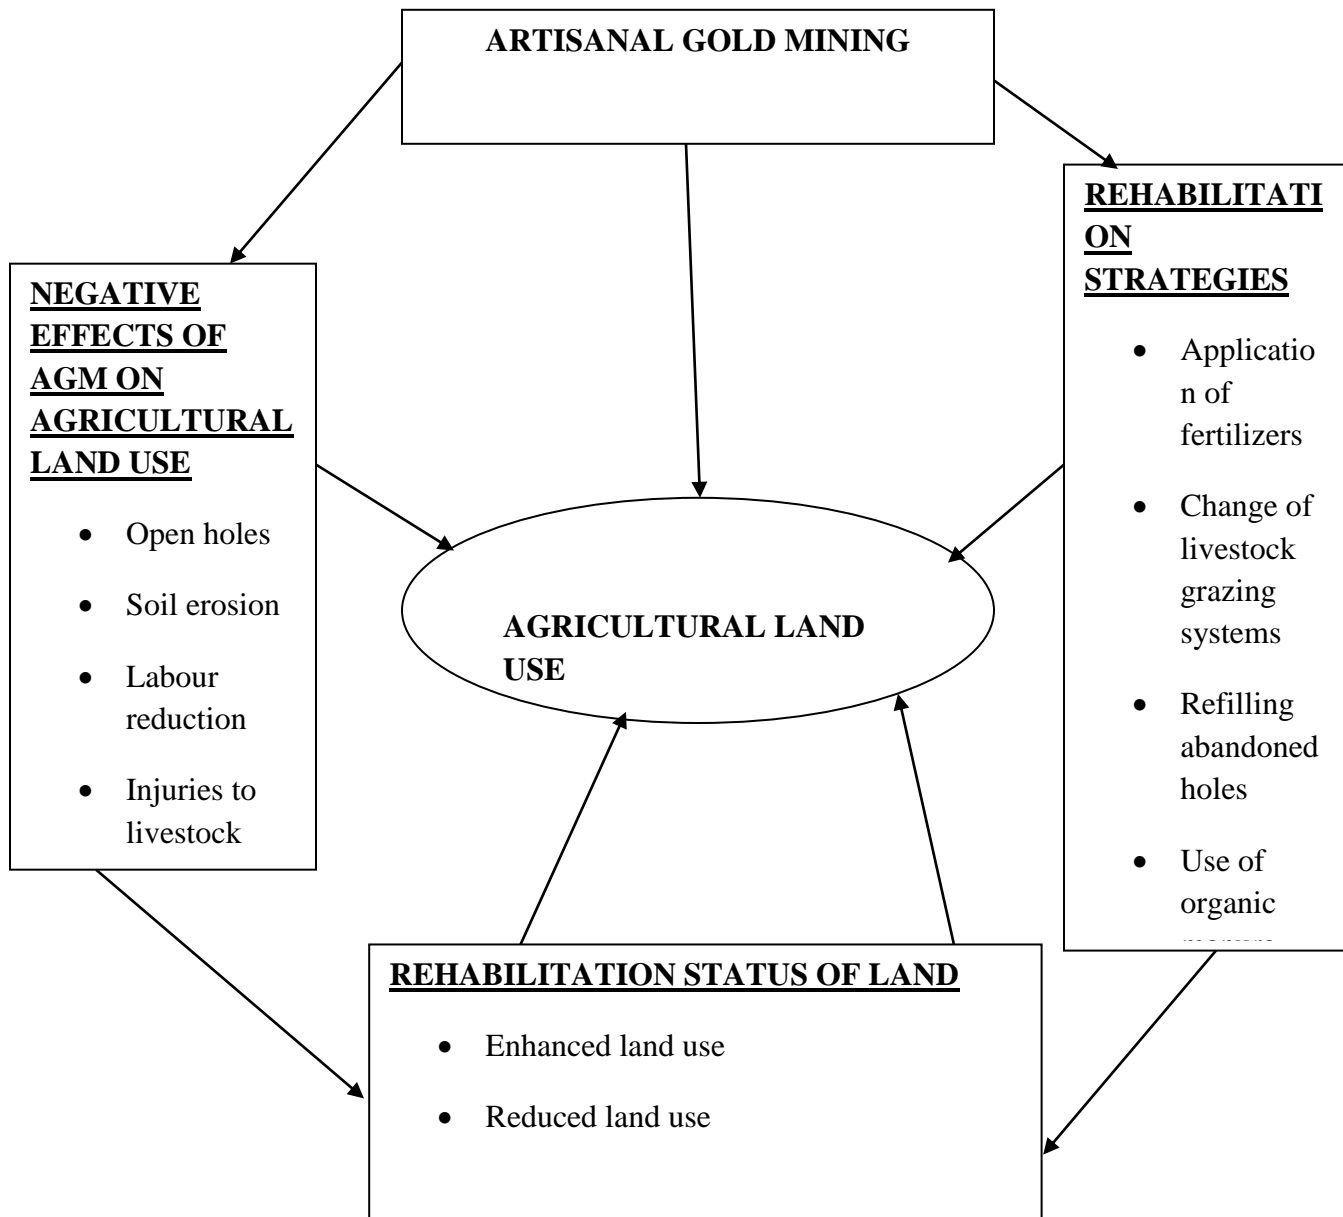 ARTISANAL GOLD MINING
NEGATIVE
EFFECTS OF
AGM ON
AGRICULTURAL
LAND USE
• Open holes
• Soil erosion
• Labour
reduction
• Injuries to
livestock
REHABILITATI
ON
STRATEGIES
• Applicatio
n of
fertilizers
• Change of
livestock
grazing
systems
• Refilling
abandoned
holes
• Use of
organic
AGRICULTURAL LAND
USE
REHABILITATION STATUS OF LAND
• Enhanced land use
• Reduced land use